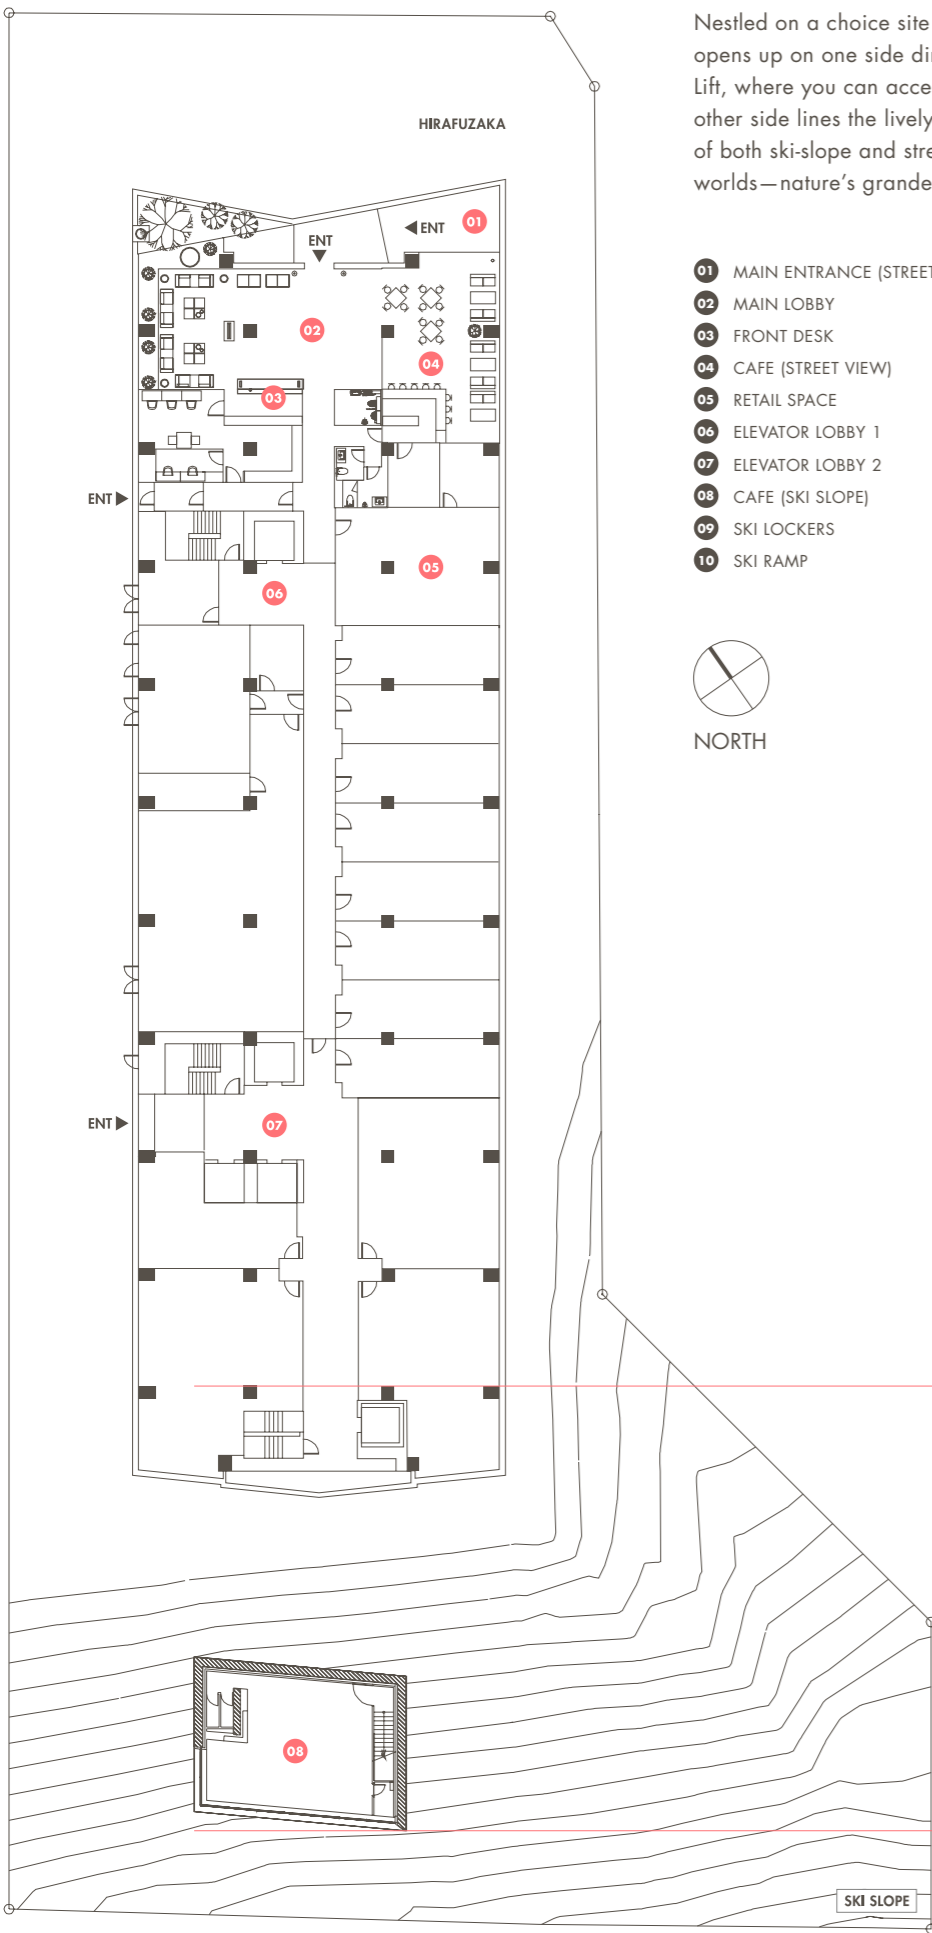 Nestled on a choice site
opens up on one side
Lift, where you can
other side lines the lively
of both ski-slope and
worlds—nature's
HIRAFUZAKA
ENT
ENT
01
02
03
04
ENT
05
06
ENT
07
08
SKI SLOPE
01 MAIN ENTRANCE (STREET
02 MAIN LOBBY
03 FRONT DESK
04 CAFE (STREET VIEW)
05 RETAIL SPACE
06 ELEVATOR LOBBY 1
07 ELEVATOR LOBBY 2
08 CAFE (SKI SLOPE)
09 SKI LOCKERS
10 SKI RAMP
NORTH